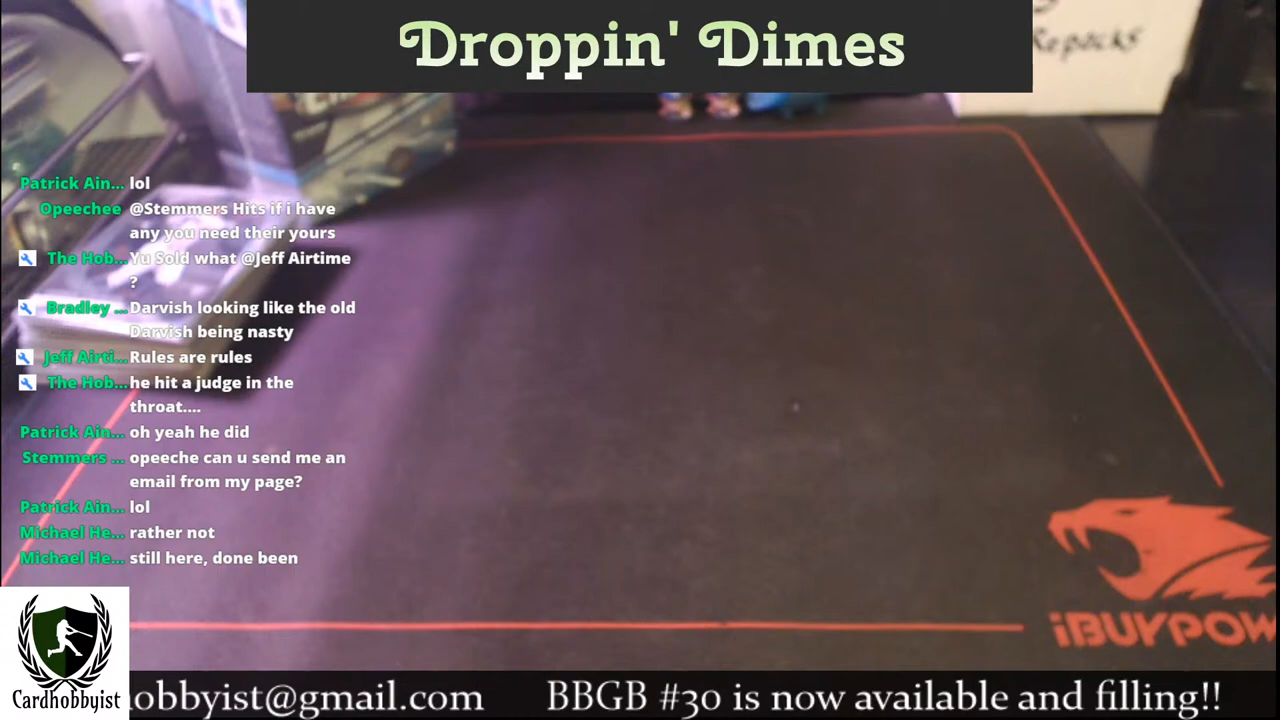 Droppin' Dimes
Repacks
Patrick Ain... lol
Opeechee @Stemmers Hits if i have
any you need their yours
The Hob... Yu Sold what @Jeff Airtime
?
Bradley ... Darvish looking like the old
Darvish being nasty
Jeff Airti... Rules are rules
The Hob... he hit a judge in the
throat....
Patrick Ain... oh yeah he did
Stemmers ... opeeche can u send me an
email from my page?
Patrick Ain... lol
Michael He... rather not
Michael He... still here, done been
iBUYPOW
Cardhobbyist
hobbyist@gmail.com BBGB #30 is now available and filling!!